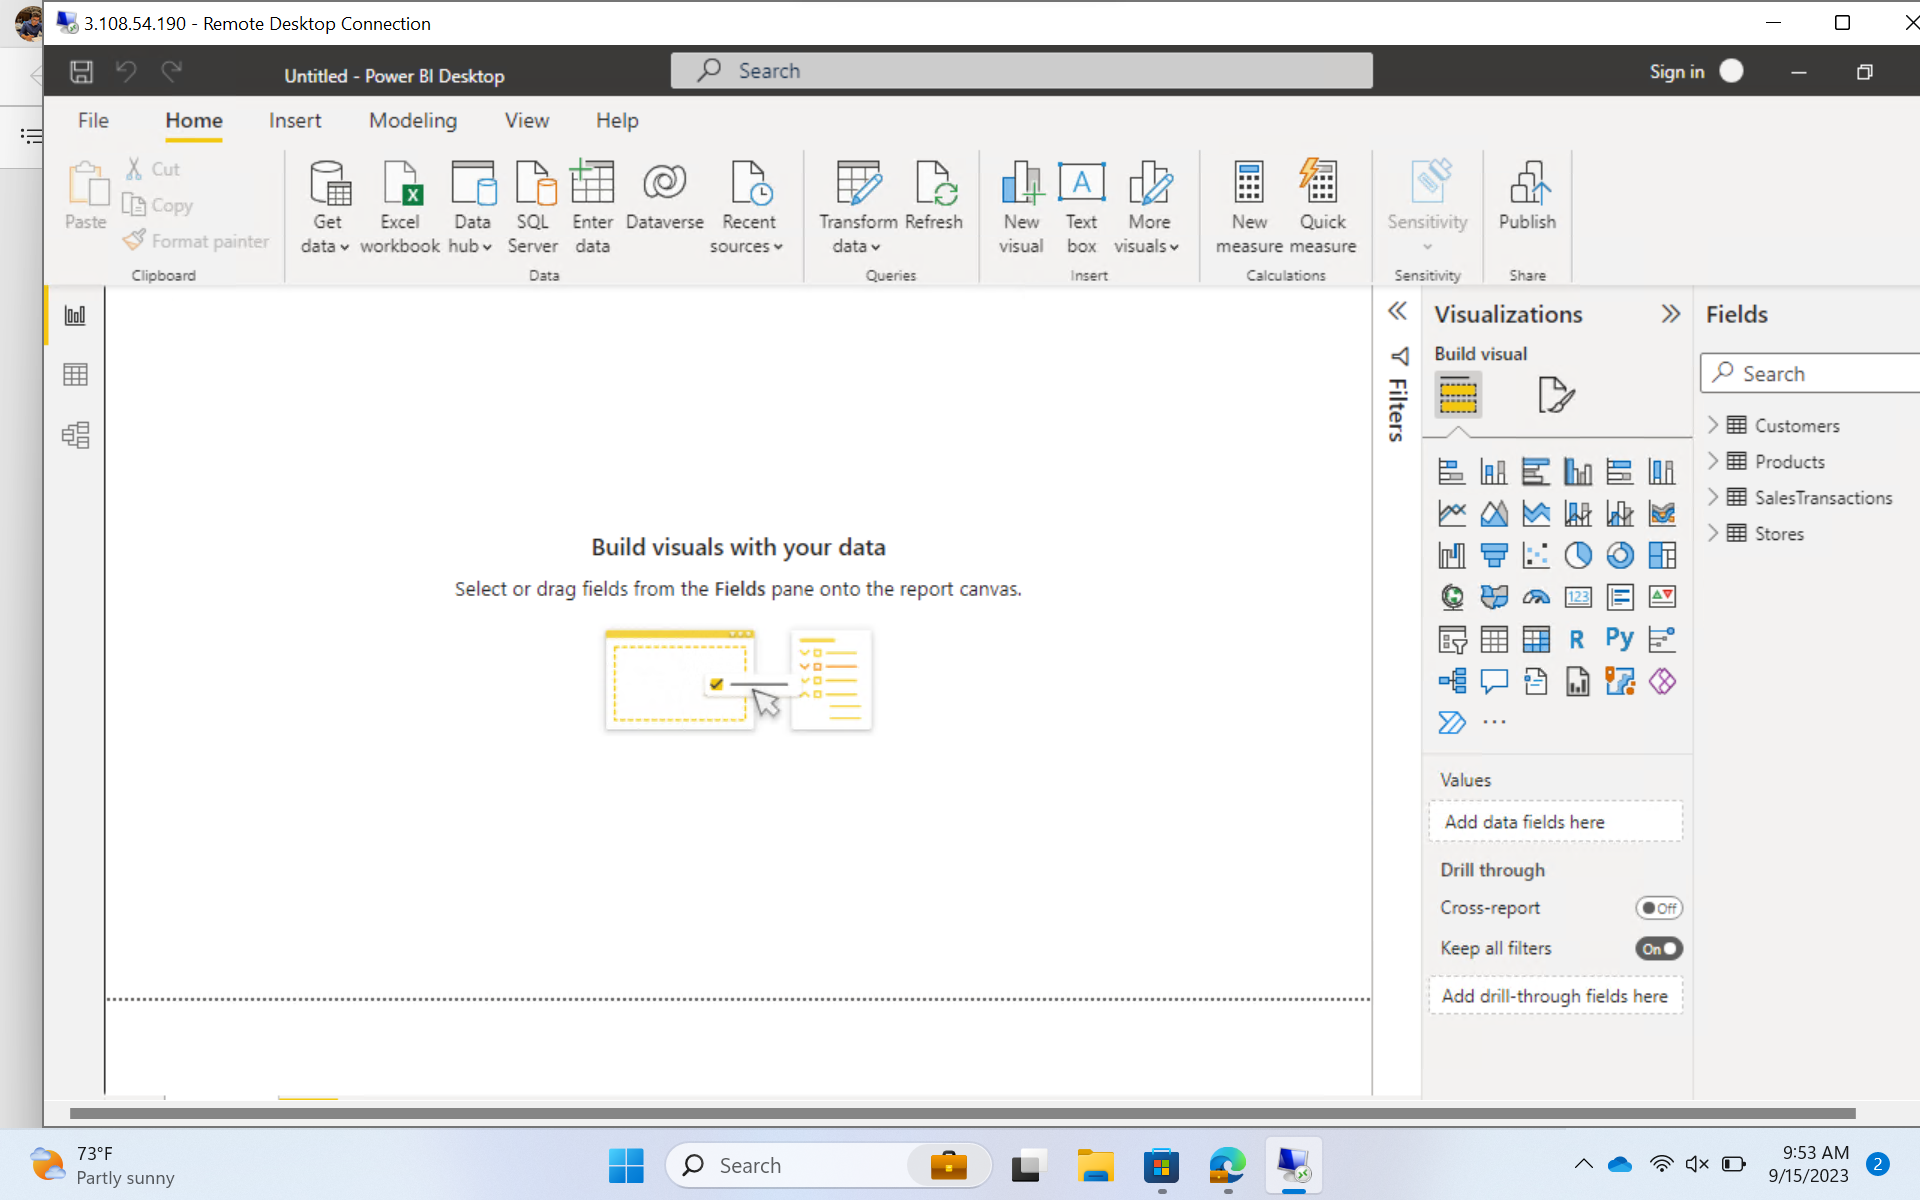 3.108.54.190 - Remote Desktop Connection
Untitled - Power BI Desktop
Search
Sign in
File
Home
Insert
Modeling
View
Help
Paste
Cut
Copy
Format painter
Clipboard
Get data
Excel workbook
Data hub
SQL Server
Enter data
Dataverse
Recent sources
Data
Transform data
Refresh
Queries
New visual
Text box
More visuals
Insert
New measure
Quick measure
Calculations
Sensitivity
Sensitivity
Publish
Share
Build visuals with your data
Select or drag fields from the Fields pane onto the report canvas.
Filters
Visualizations
Build visual
123
R
Py
Values
Add data fields here
Drill through
Cross-report
Off
Keep all filters
On
Add drill-through fields here
Fields
Search
Customers
Products
SalesTransactions
Stores
73°F
Partly sunny
Search
9:53 AM
9/15/2023
2